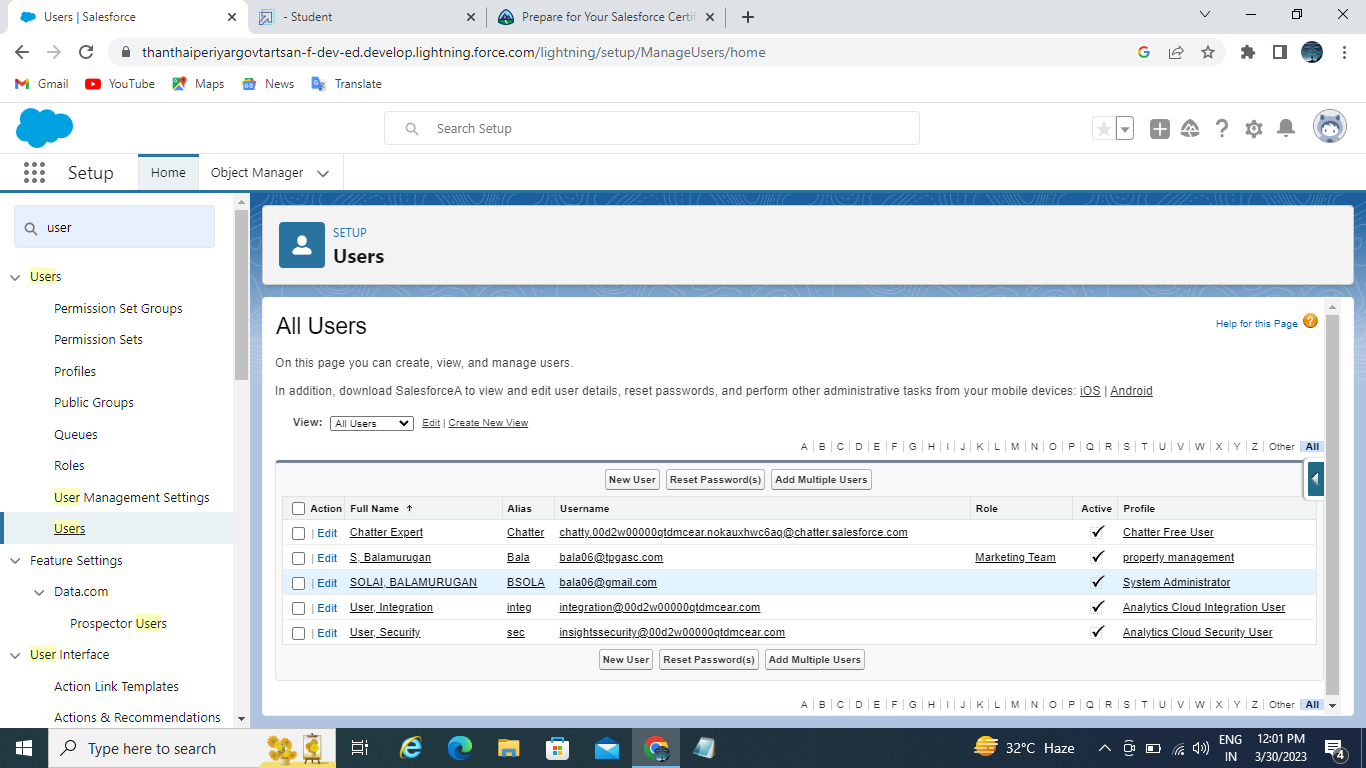 Users | Salesforce
- Student
Prepare for Your Salesforce Certif
thanthaiperiyargovtartsan-f-dev-ed.develop.lightning.force.com/lightning/setup/ManageUsers/home
Gmail YouTube Maps News Translate
Search Setup
Setup Home Object Manager
user
Users
Permission Set Groups
Permission Sets
Profiles
Public Groups
Queues
Roles
User Management Settings
Users
Feature Settings
Data.com
Prospector Users
User Interface
Action Link Templates
Actions & Recommendations
SETUP
Users
All Users
Help for this Page ?
On this page you can create, view, and manage users.
In addition, download SalesforceA to view and edit user details, reset passwords, and perform other administrative tasks from your mobile devices: iOS | Android
View: All Users Edit | Create New View
A | B | C | D | E | F | G | H | I | J | K | L | M | N | O | P | Q | R | S | T | U | V | W | X | Y | Z | Other | All
New User Reset Password(s) Add Multiple Users
Action Full Name ↑ Alias Username Role Active Profile
| Edit Chatter Expert Chatter chatty.00d2w00000qtdmcear.nokauxhwc6aq@chatter.salesforce.com ✓ Chatter Free User
| Edit S, Balamurugan Bala bala06@tpgasc.com Marketing Team ✓ property management
| Edit SOLAI, BALAMURUGAN BSOLA bala06@gmail.com ✓ System Administrator
| Edit User, Integration integ integration@00d2w00000qtdmcear.com ✓ Analytics Cloud Integration User
| Edit User, Security sec insightssecurity@00d2w00000qtdmcear.com ✓ Analytics Cloud Security User
New User Reset Password(s) Add Multiple Users
A | B | C | D | E | F | G | H | I | J | K | L | M | N | O | P | Q | R | S | T | U | V | W | X | Y | Z | Other | All
Type here to search
32°C Haze
ENG
IN
12:01 PM
3/30/2023
4